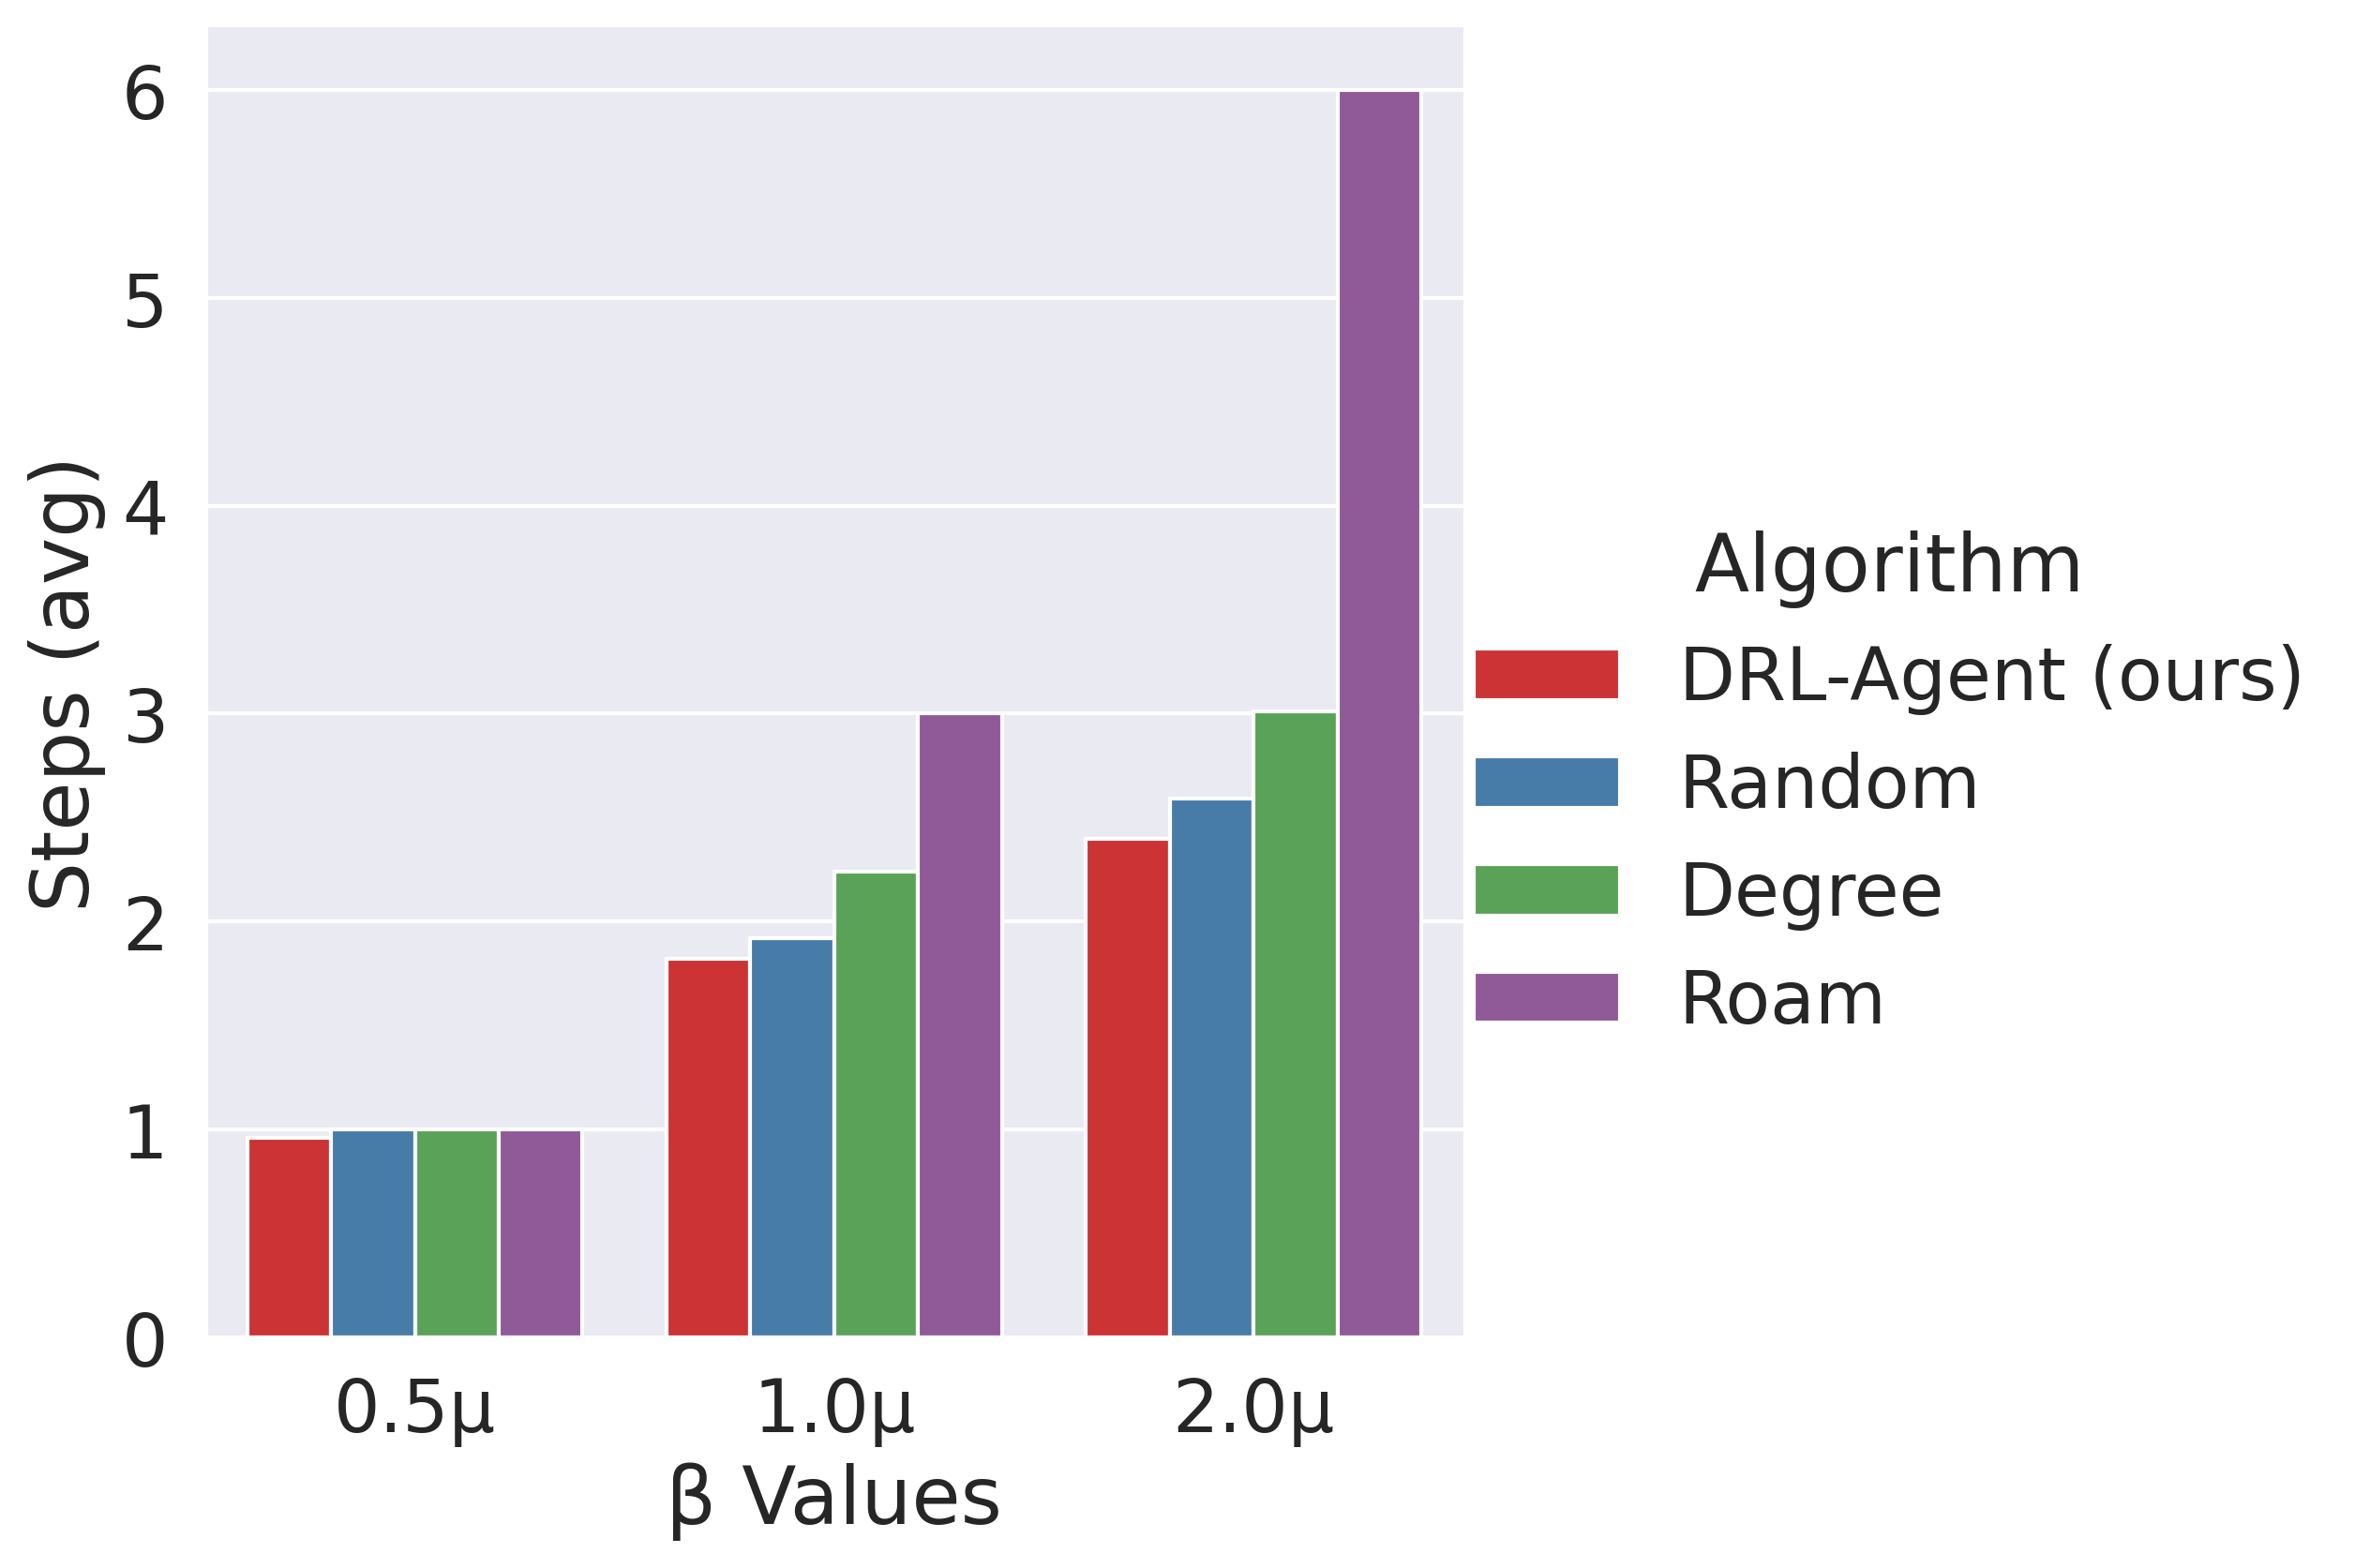 6
5
4
3
2
1
0
Steps (avg)
0.5µ 1.0µ 2.0µ
β Values
Algorithm
DRL-Agent (ours)
Random
Degree
Roam